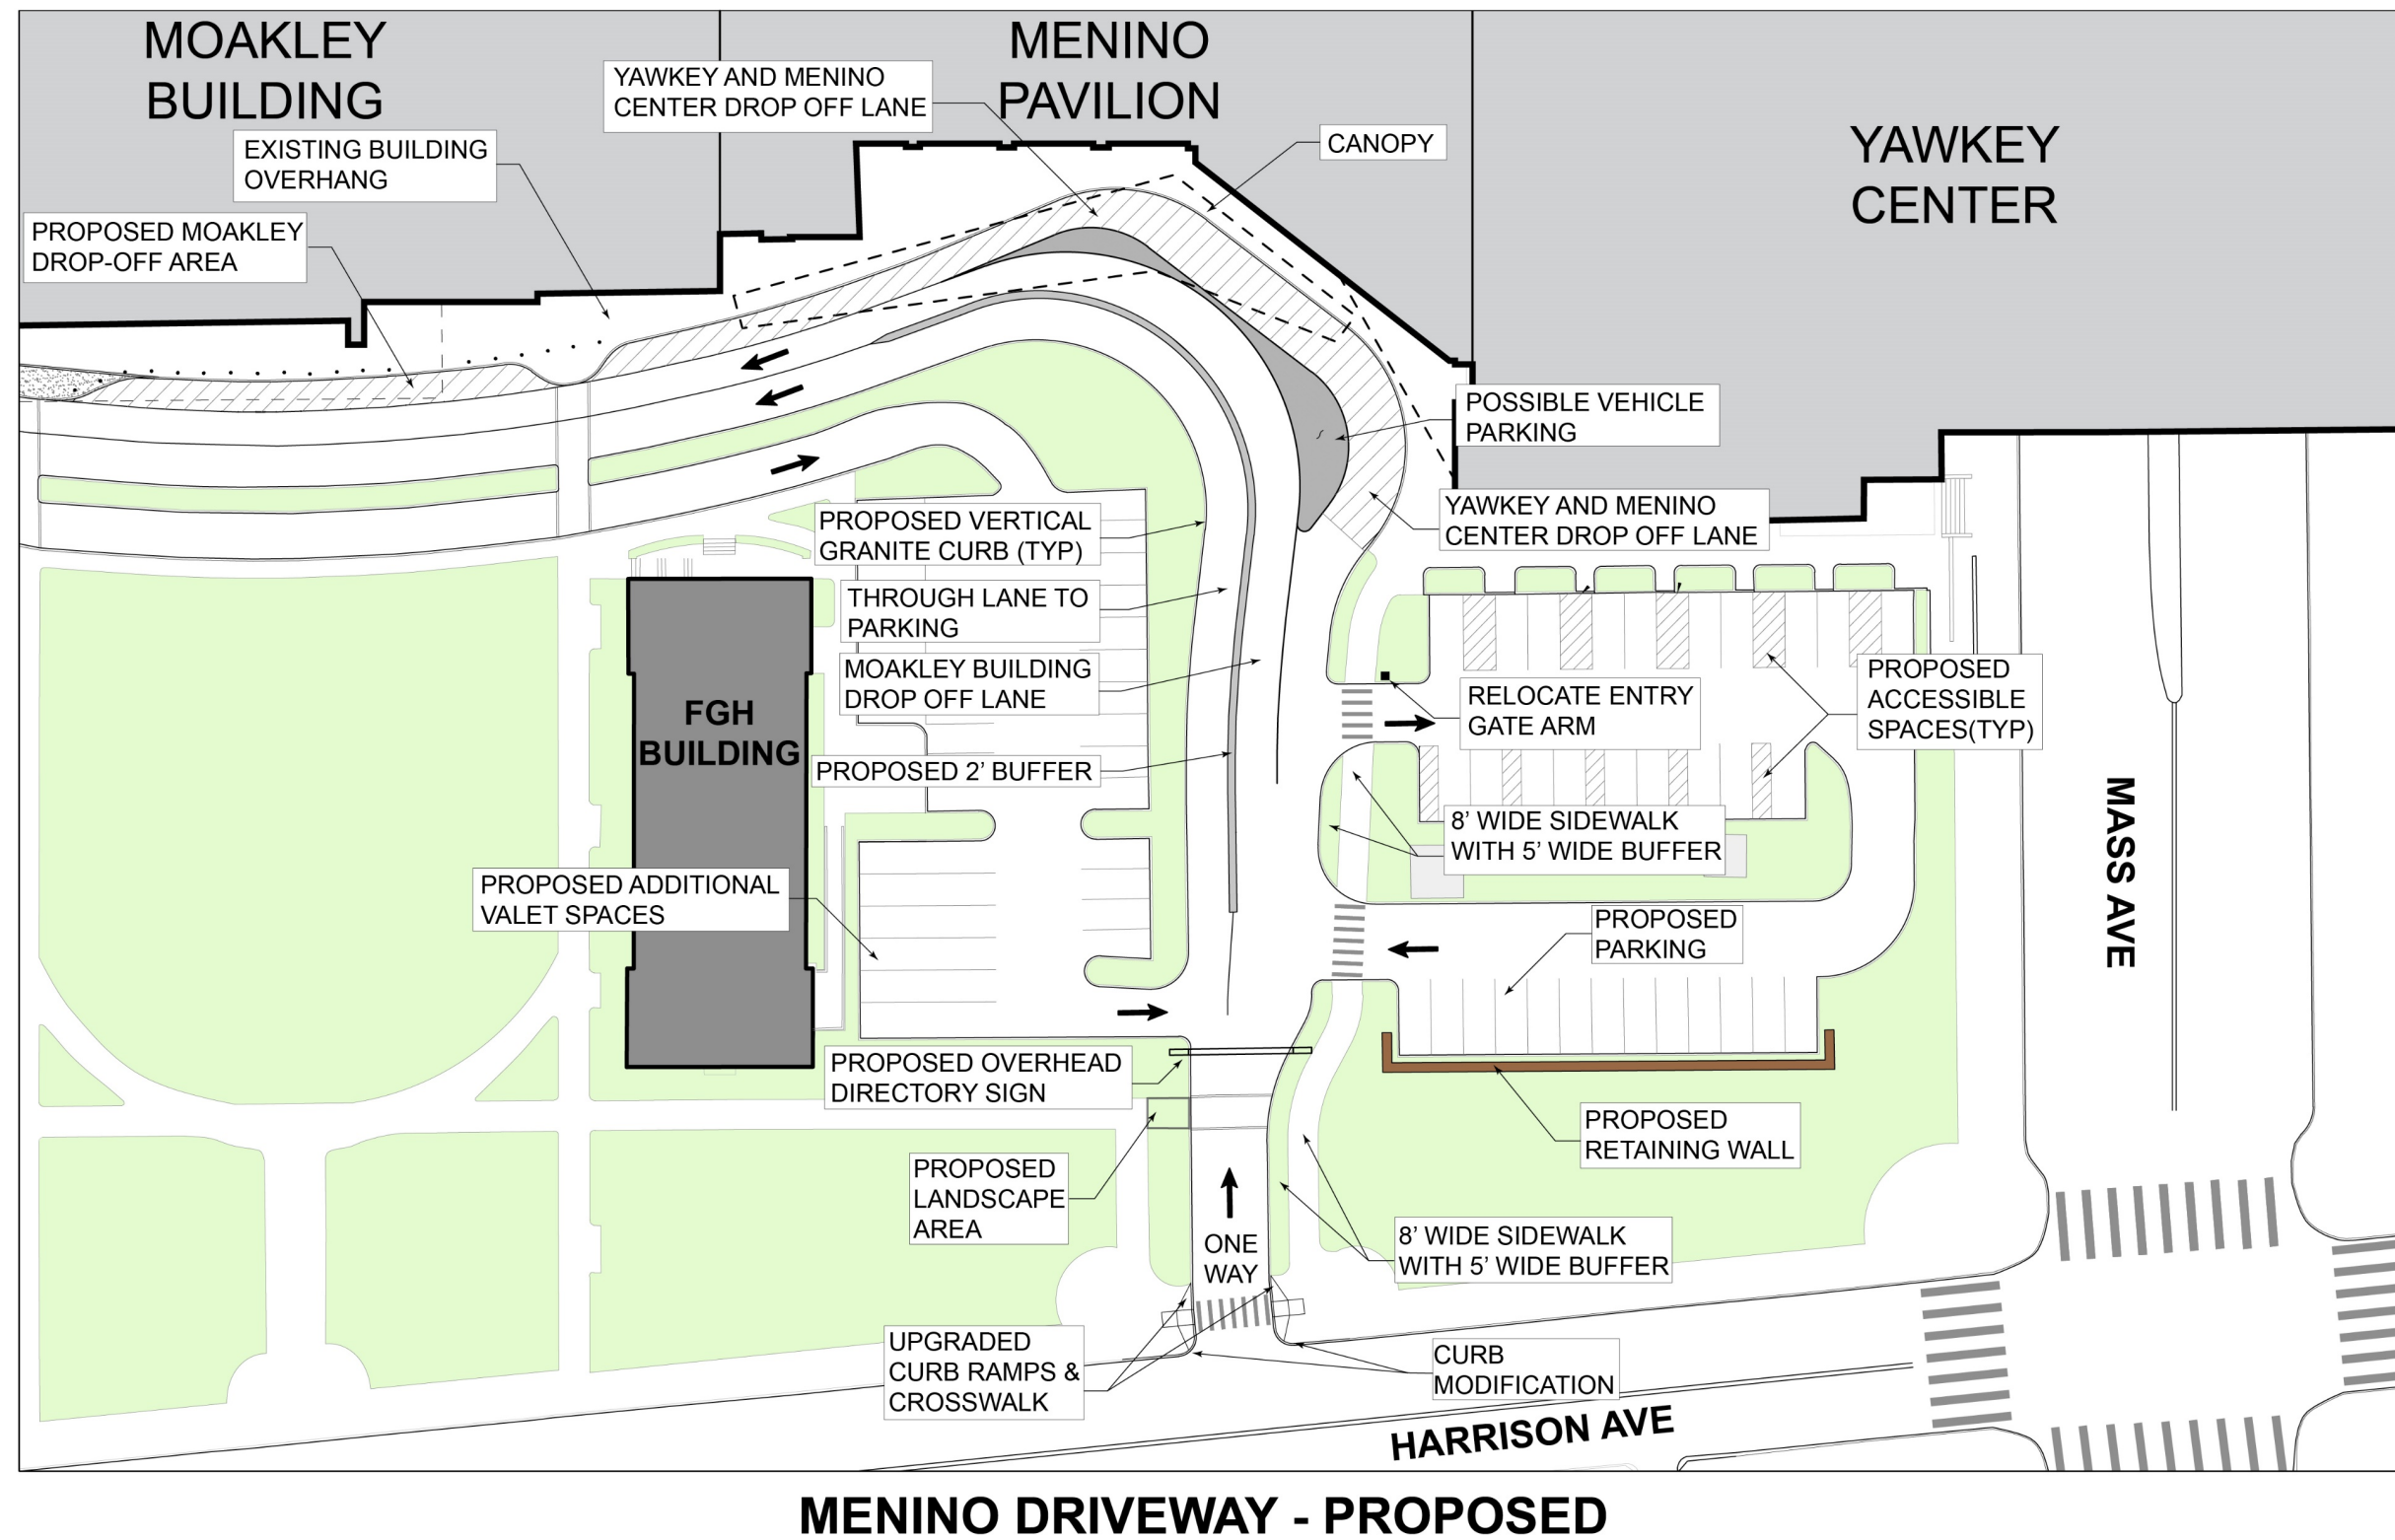 MOAKLEY
BUILDING
MENINO
PAVILION
YAWKEY
CENTER
YAWKEY AND MENINO
CENTER DROP OFF LANE
CANOPY
EXISTING BUILDING
OVERHANG
PROPOSED MOAKLEY
DROP-OFF AREA
POSSIBLE VEHICLE
PARKING
YAWKEY AND MENINO
CENTER DROP OFF LANE
PROPOSED VERTICAL
GRANITE CURB (TYP)
THROUGH LANE TO
PARKING
MOAKLEY BUILDING
DROP OFF LANE
PROPOSED 2’ BUFFER
FGH
BUILDING
RELOCATE ENTRY
GATE ARM
PROPOSED
ACCESSIBLE
SPACES(TYP)
8’ WIDE SIDEWALK
WITH 5’ WIDE BUFFER
MASS AVE
PROPOSED ADDITIONAL
VALET SPACES
PROPOSED
PARKING
PROPOSED OVERHEAD
DIRECTORY SIGN
PROPOSED
RETAINING WALL
PROPOSED
LANDSCAPE
AREA
ONE
WAY
8’ WIDE SIDEWALK
WITH 5’ WIDE BUFFER
UPGRADED
CURB RAMPS &
CROSSWALK
CURB
MODIFICATION
HARRISON AVE
MENINO DRIVEWAY - PROPOSED